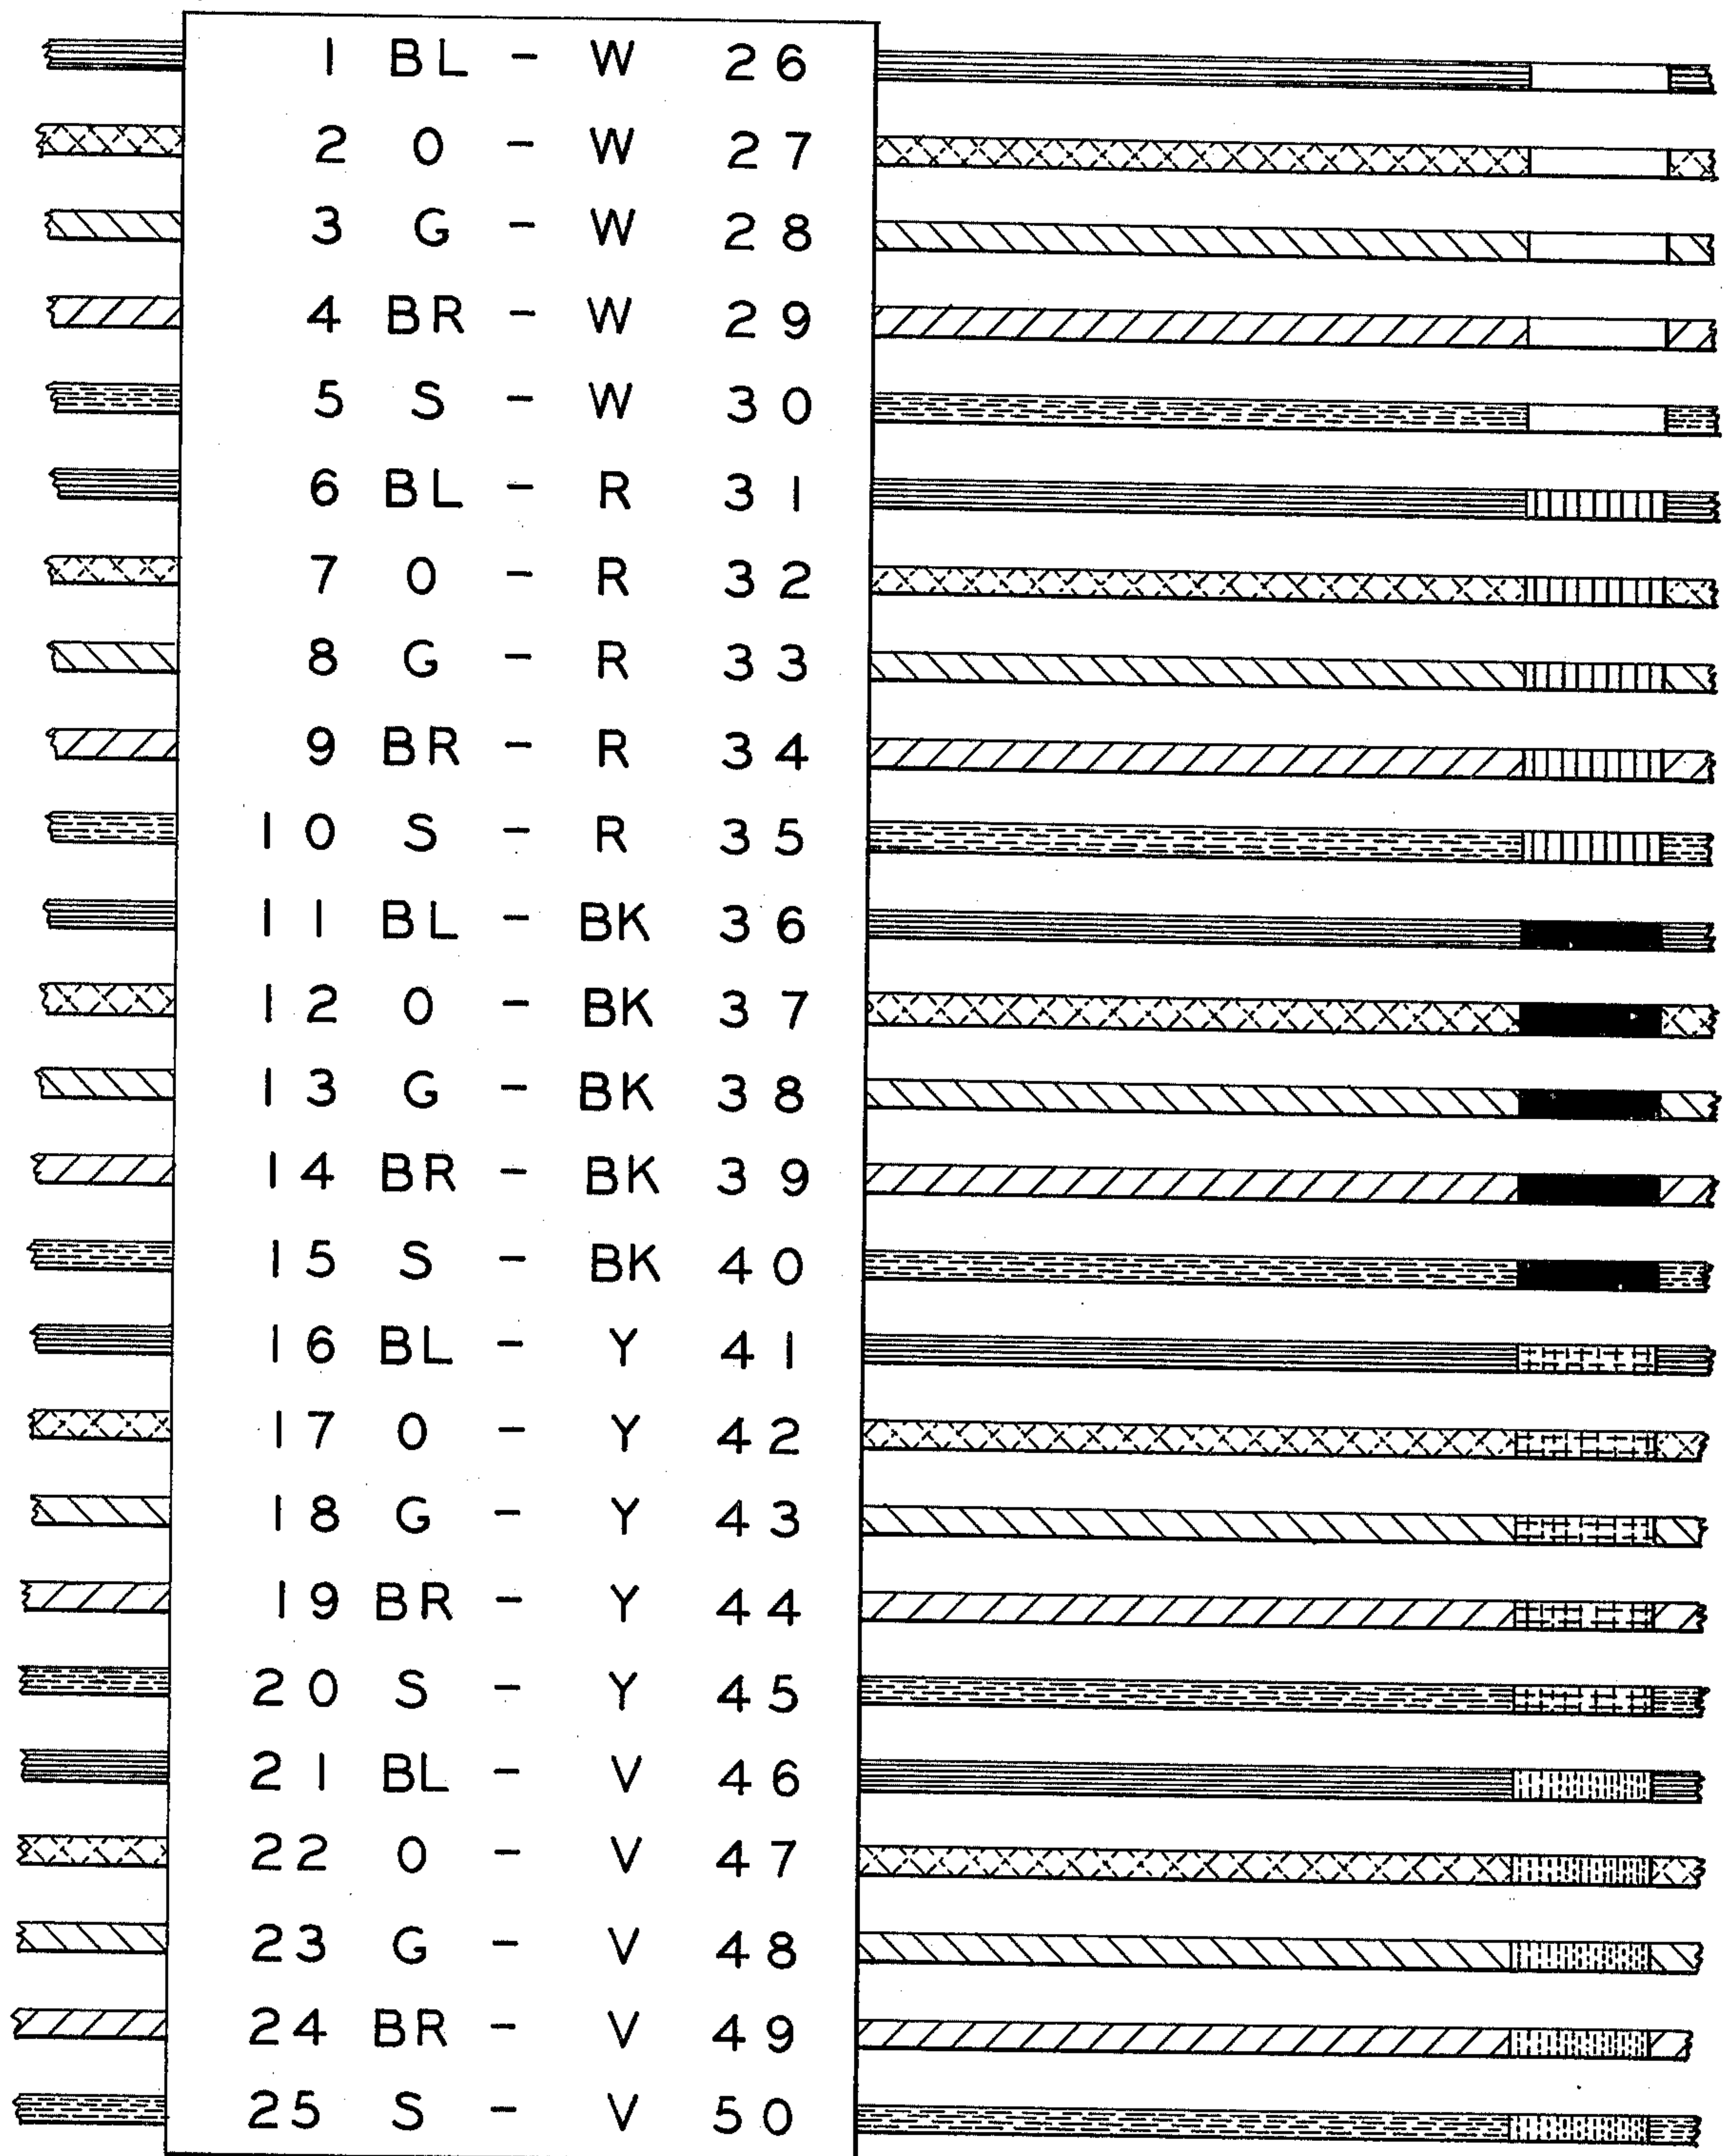 1 BL - W 26
2 O - W 27
3 G - W 28
4 BR - W 29
5 S - W 30
6 BL - R 31
7 O - R 32
8 G - R 33
9 BR - R 34
10 S - R 35
11 BL - BK 36
12 O - BK 37
13 G - BK 38
14 BR - BK 39
15 S - BK 40
16 BL - Y 41
17 O - Y 42
18 G - Y 43
19 BR - Y 44
20 S - Y 45
21 BL - V 46
22 O - V 47
23 G - V 48
24 BR - V 49
25 S - V 50